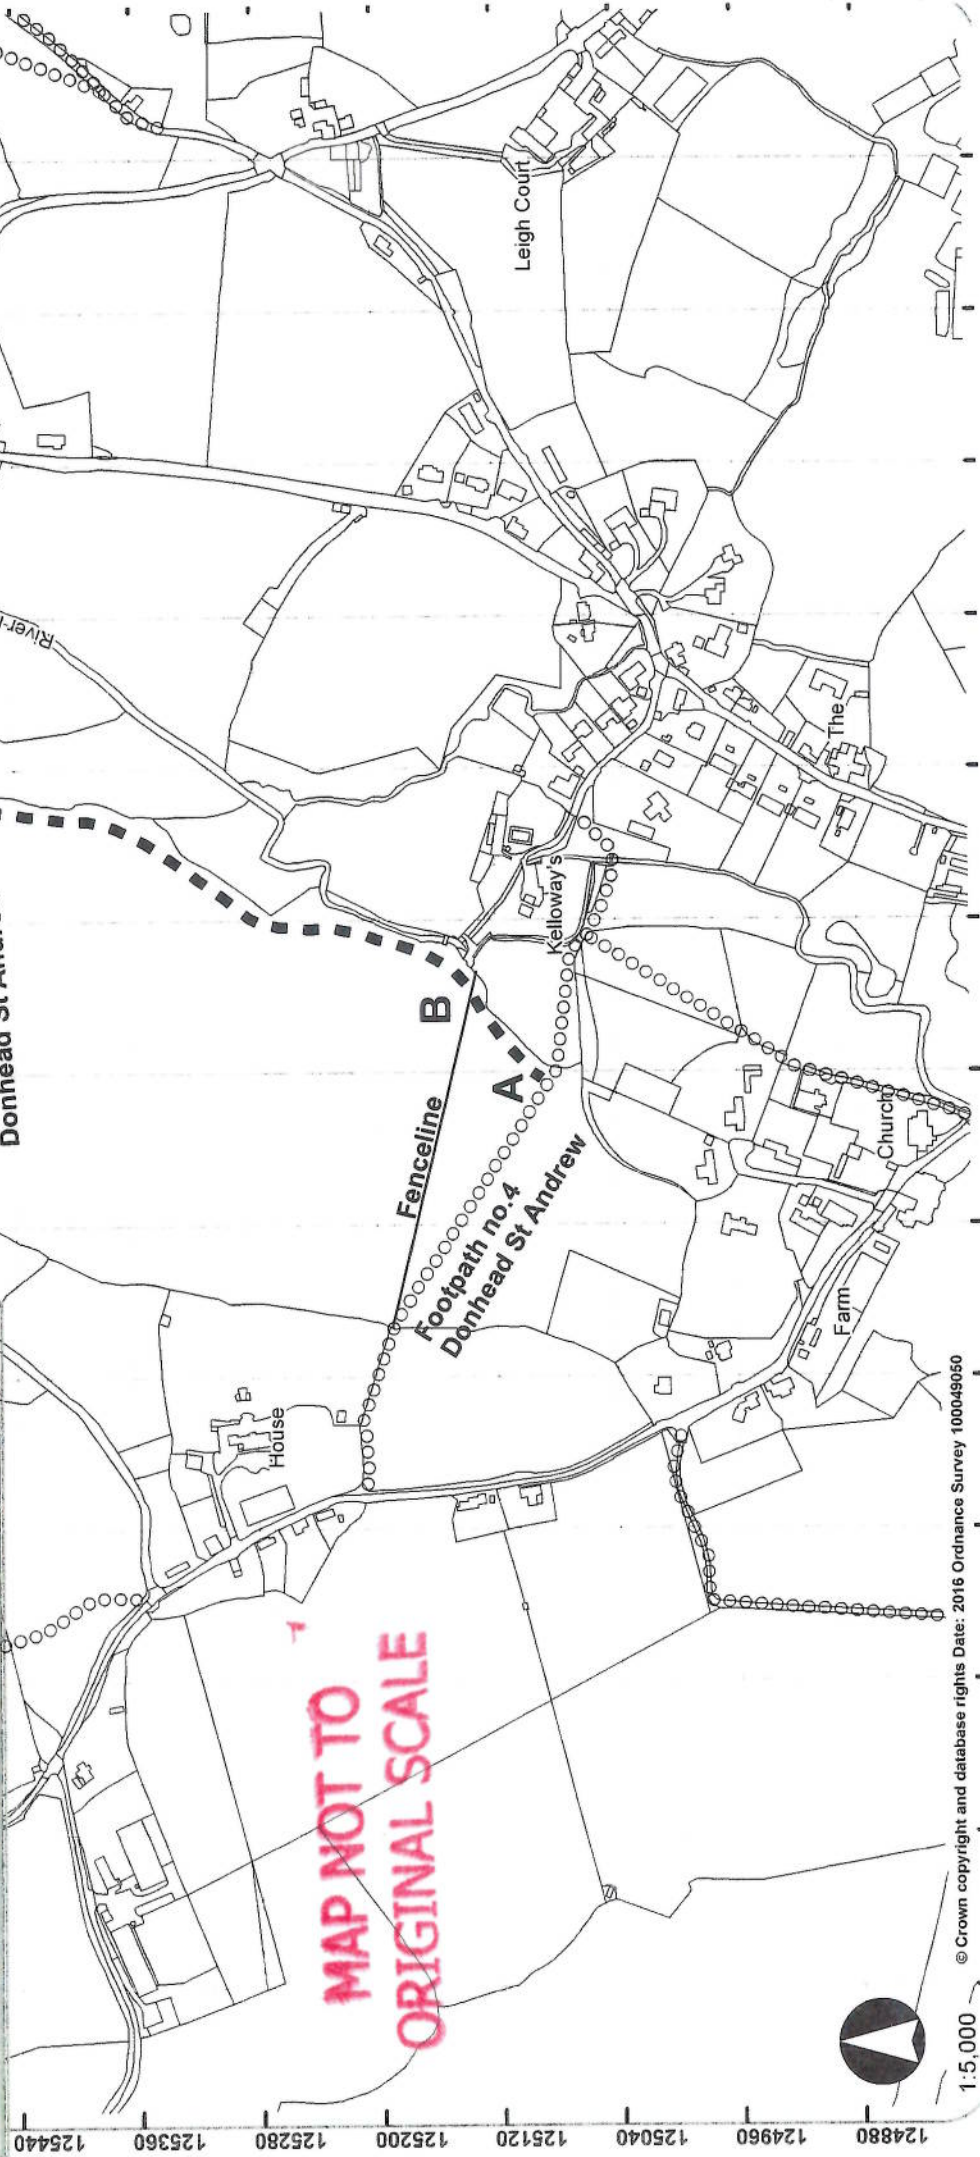 Donhead St
River
B
A
Fenceline
Footpath no.4
Donhead St Andrew
Kelloway's
Leigh Court
The
Church
Farm
House
MAP NOT TO
ORIGINAL SCALE
125440
125360
125280
125200
125120
125040
124960
124880
1:5,000
© Crown copyright and database rights Date: 2016 Ordnance Survey 100049050